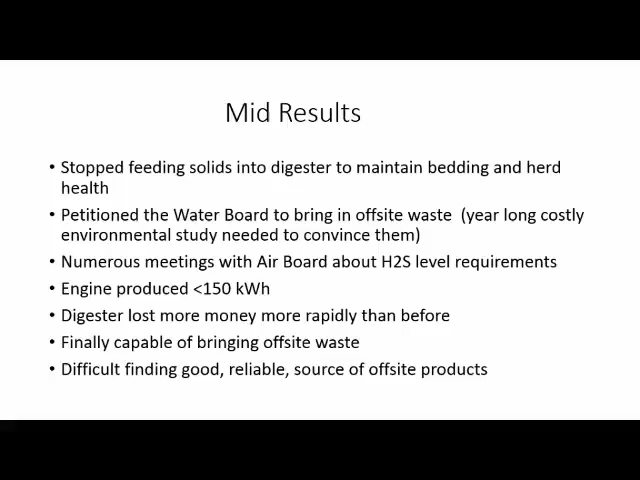 Mid Results
• Stopped feeding solids into digester to maintain bedding and herd
health
• Petitioned the Water Board to bring in offsite waste  (year long costly
environmental study needed to convince them)
• Numerous meetings with Air Board about H2S level requirements
• Engine produced <150 kWh
• Digester lost more money more rapidly than before
• Finally capable of bringing offsite waste
• Difficult finding good, reliable, source of offsite products